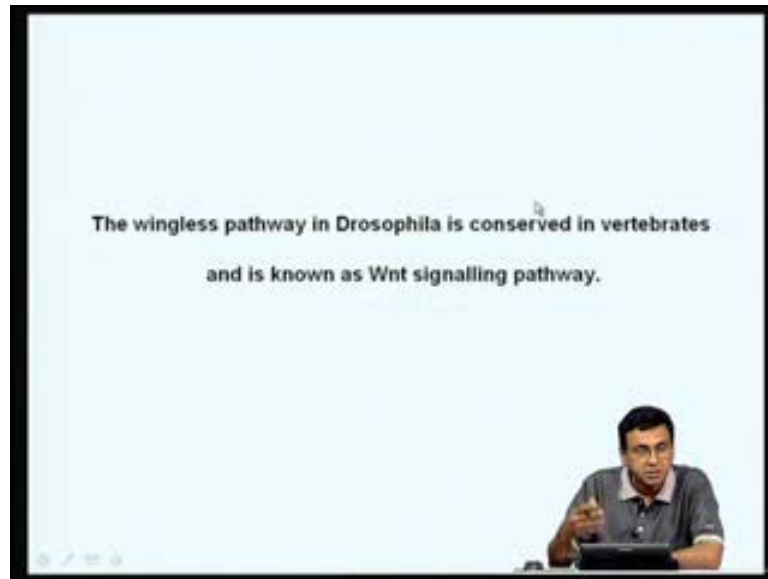 The wingless pathway in Drosophila is conserved in vertebrates
and is known as Wnt signalling pathway.